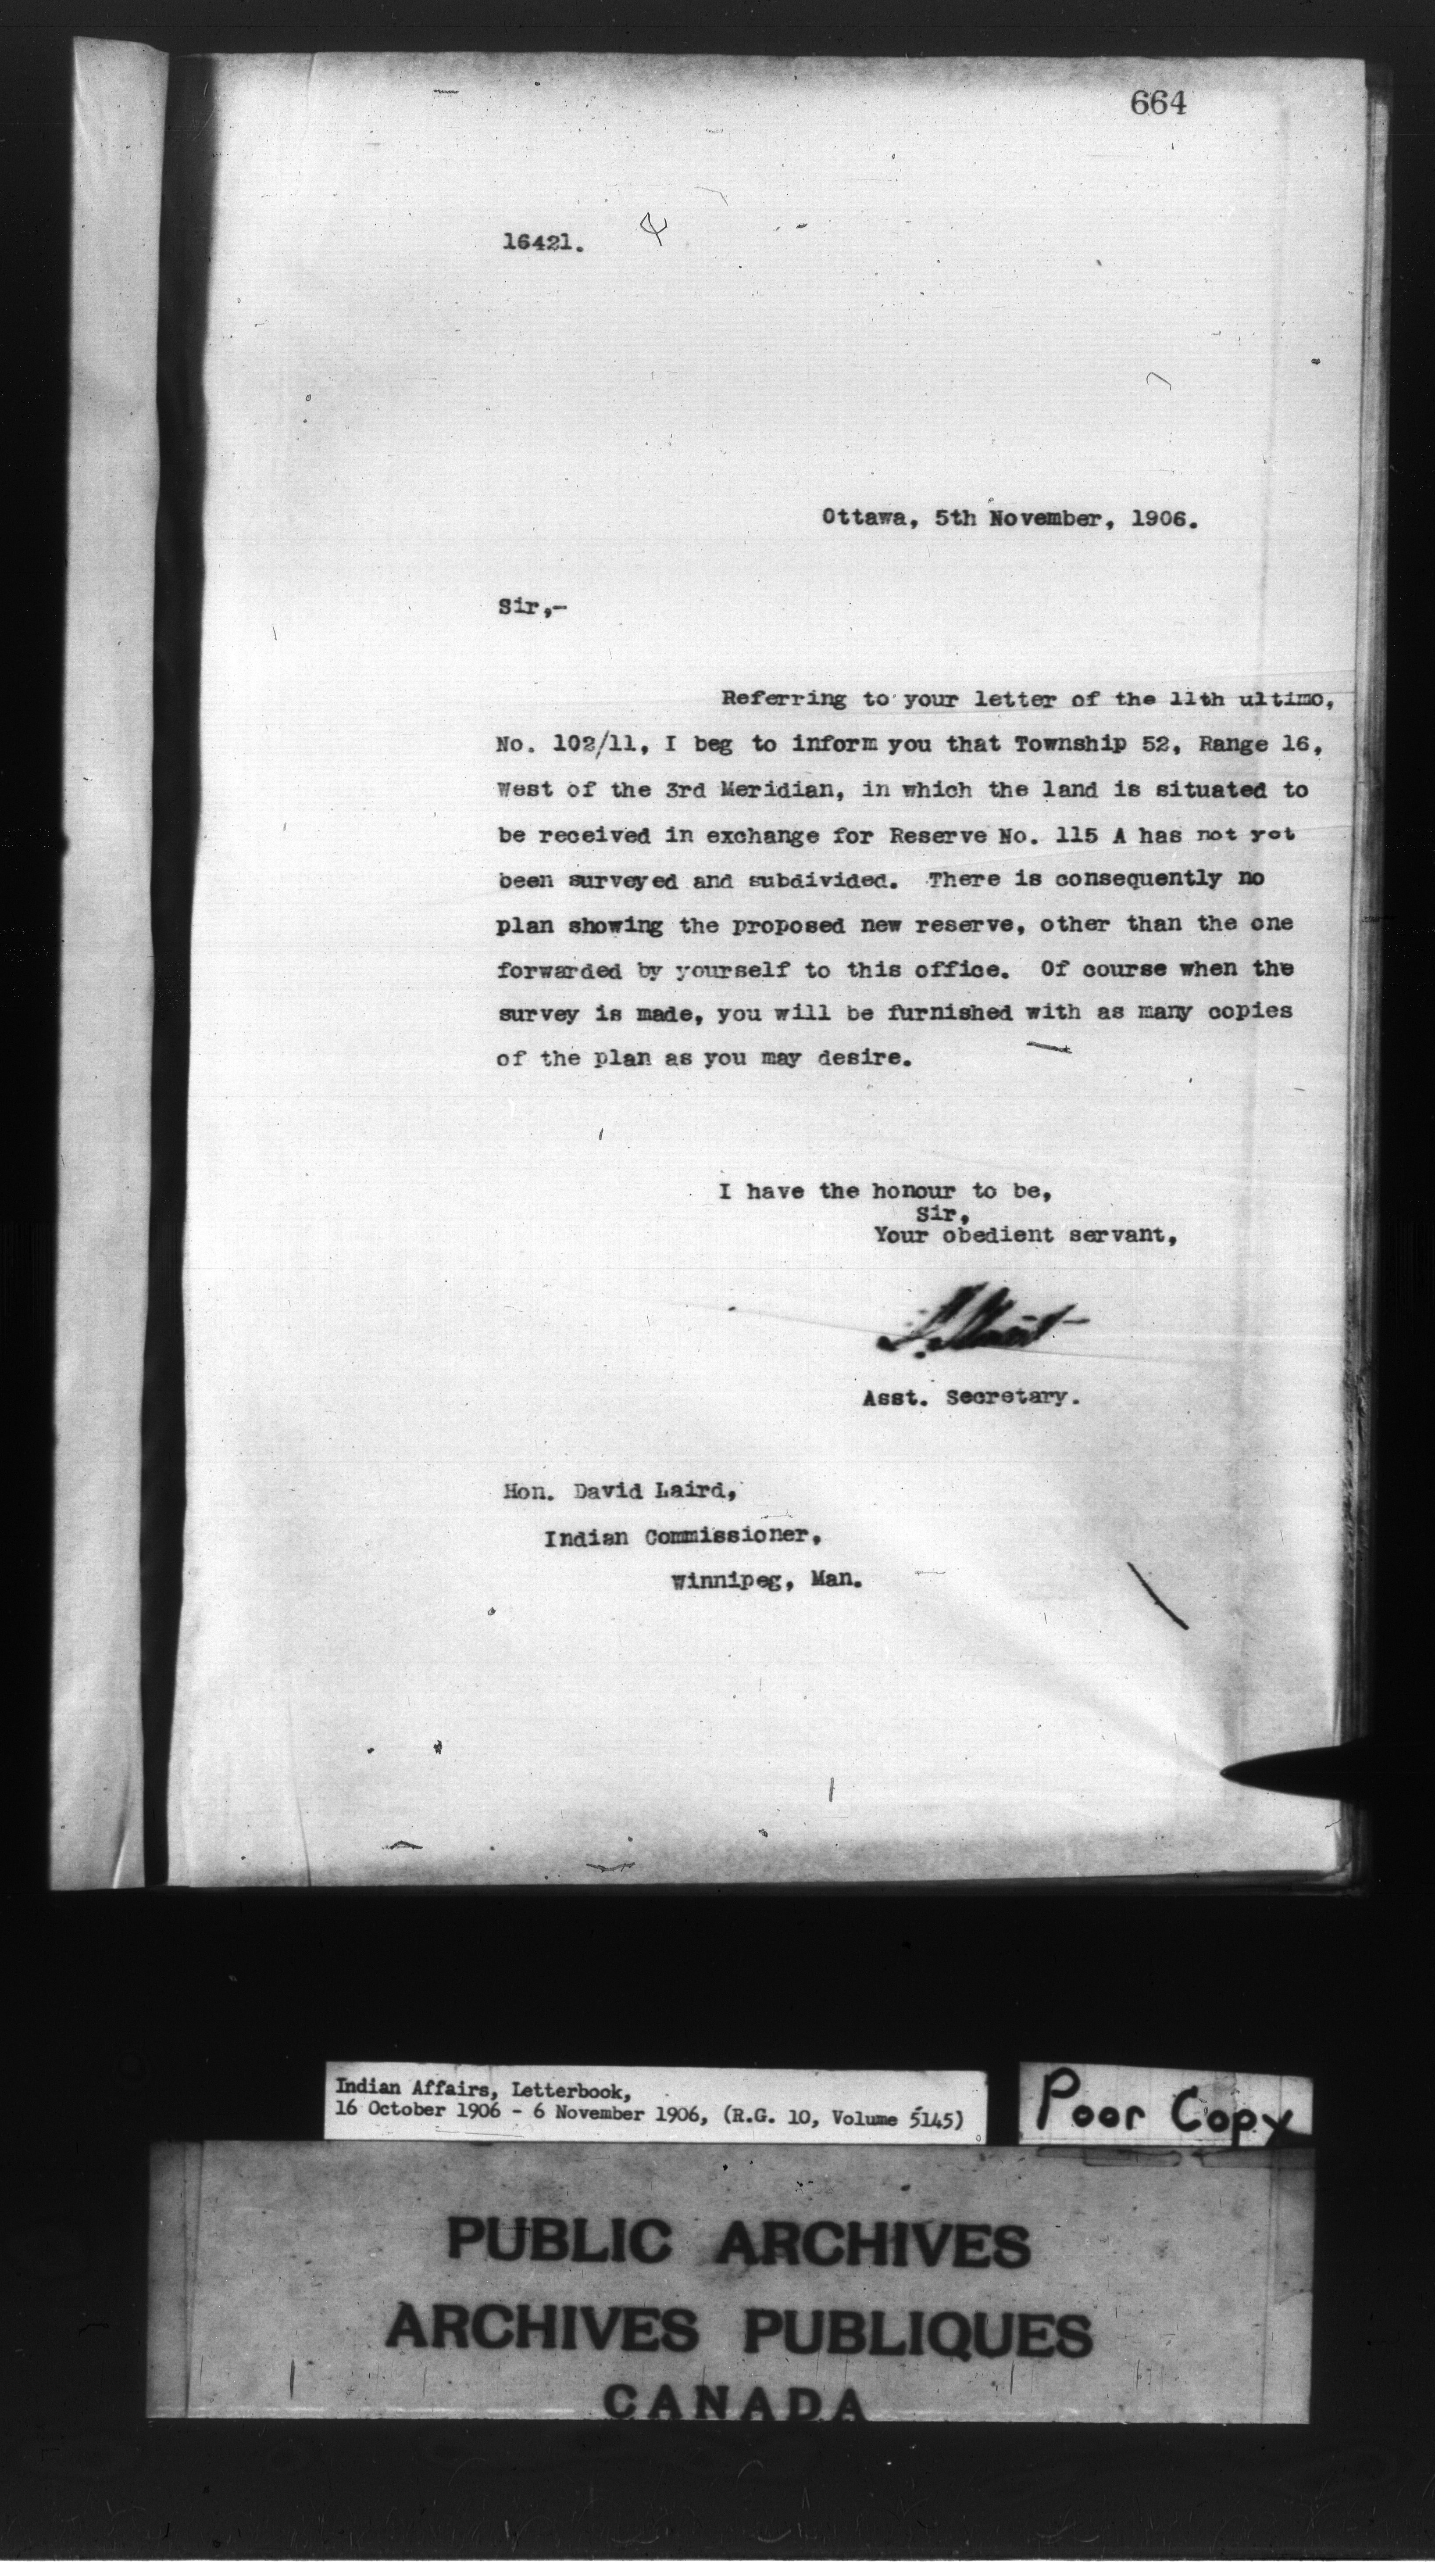 664
16421.
Ottawa, 5th November, 1906.
Sir,-
Referring to your letter of the 11th ultimo,
No. 102/11, I beg to inform you that Township 52, Range 16,
West of the 3rd Meridian, in which the land is situated to
be received in exchange for Reserve No. 115 A has not yet
been surveyed and subdivided. There is consequently no
plan showing the proposed new reserve, other than the one
forwarded by yourself to this office. Of course when the
survey is made, you will be furnished with as many copies
of the plan as you may desire.
I have the honour to be,
Sir,
Your obedient servant,
Asst. Secretary.
Hon. David Laird,
Indian Commissioner,
Winnipeg, Man.
Indian Affairs, Letterbook,
16 October 1906 - 6 November 1906, (R.G. 10, Volume 5145)
Poor Copy
PUBLIC ARCHIVES
ARCHIVES PUBLIQUES
CANADA